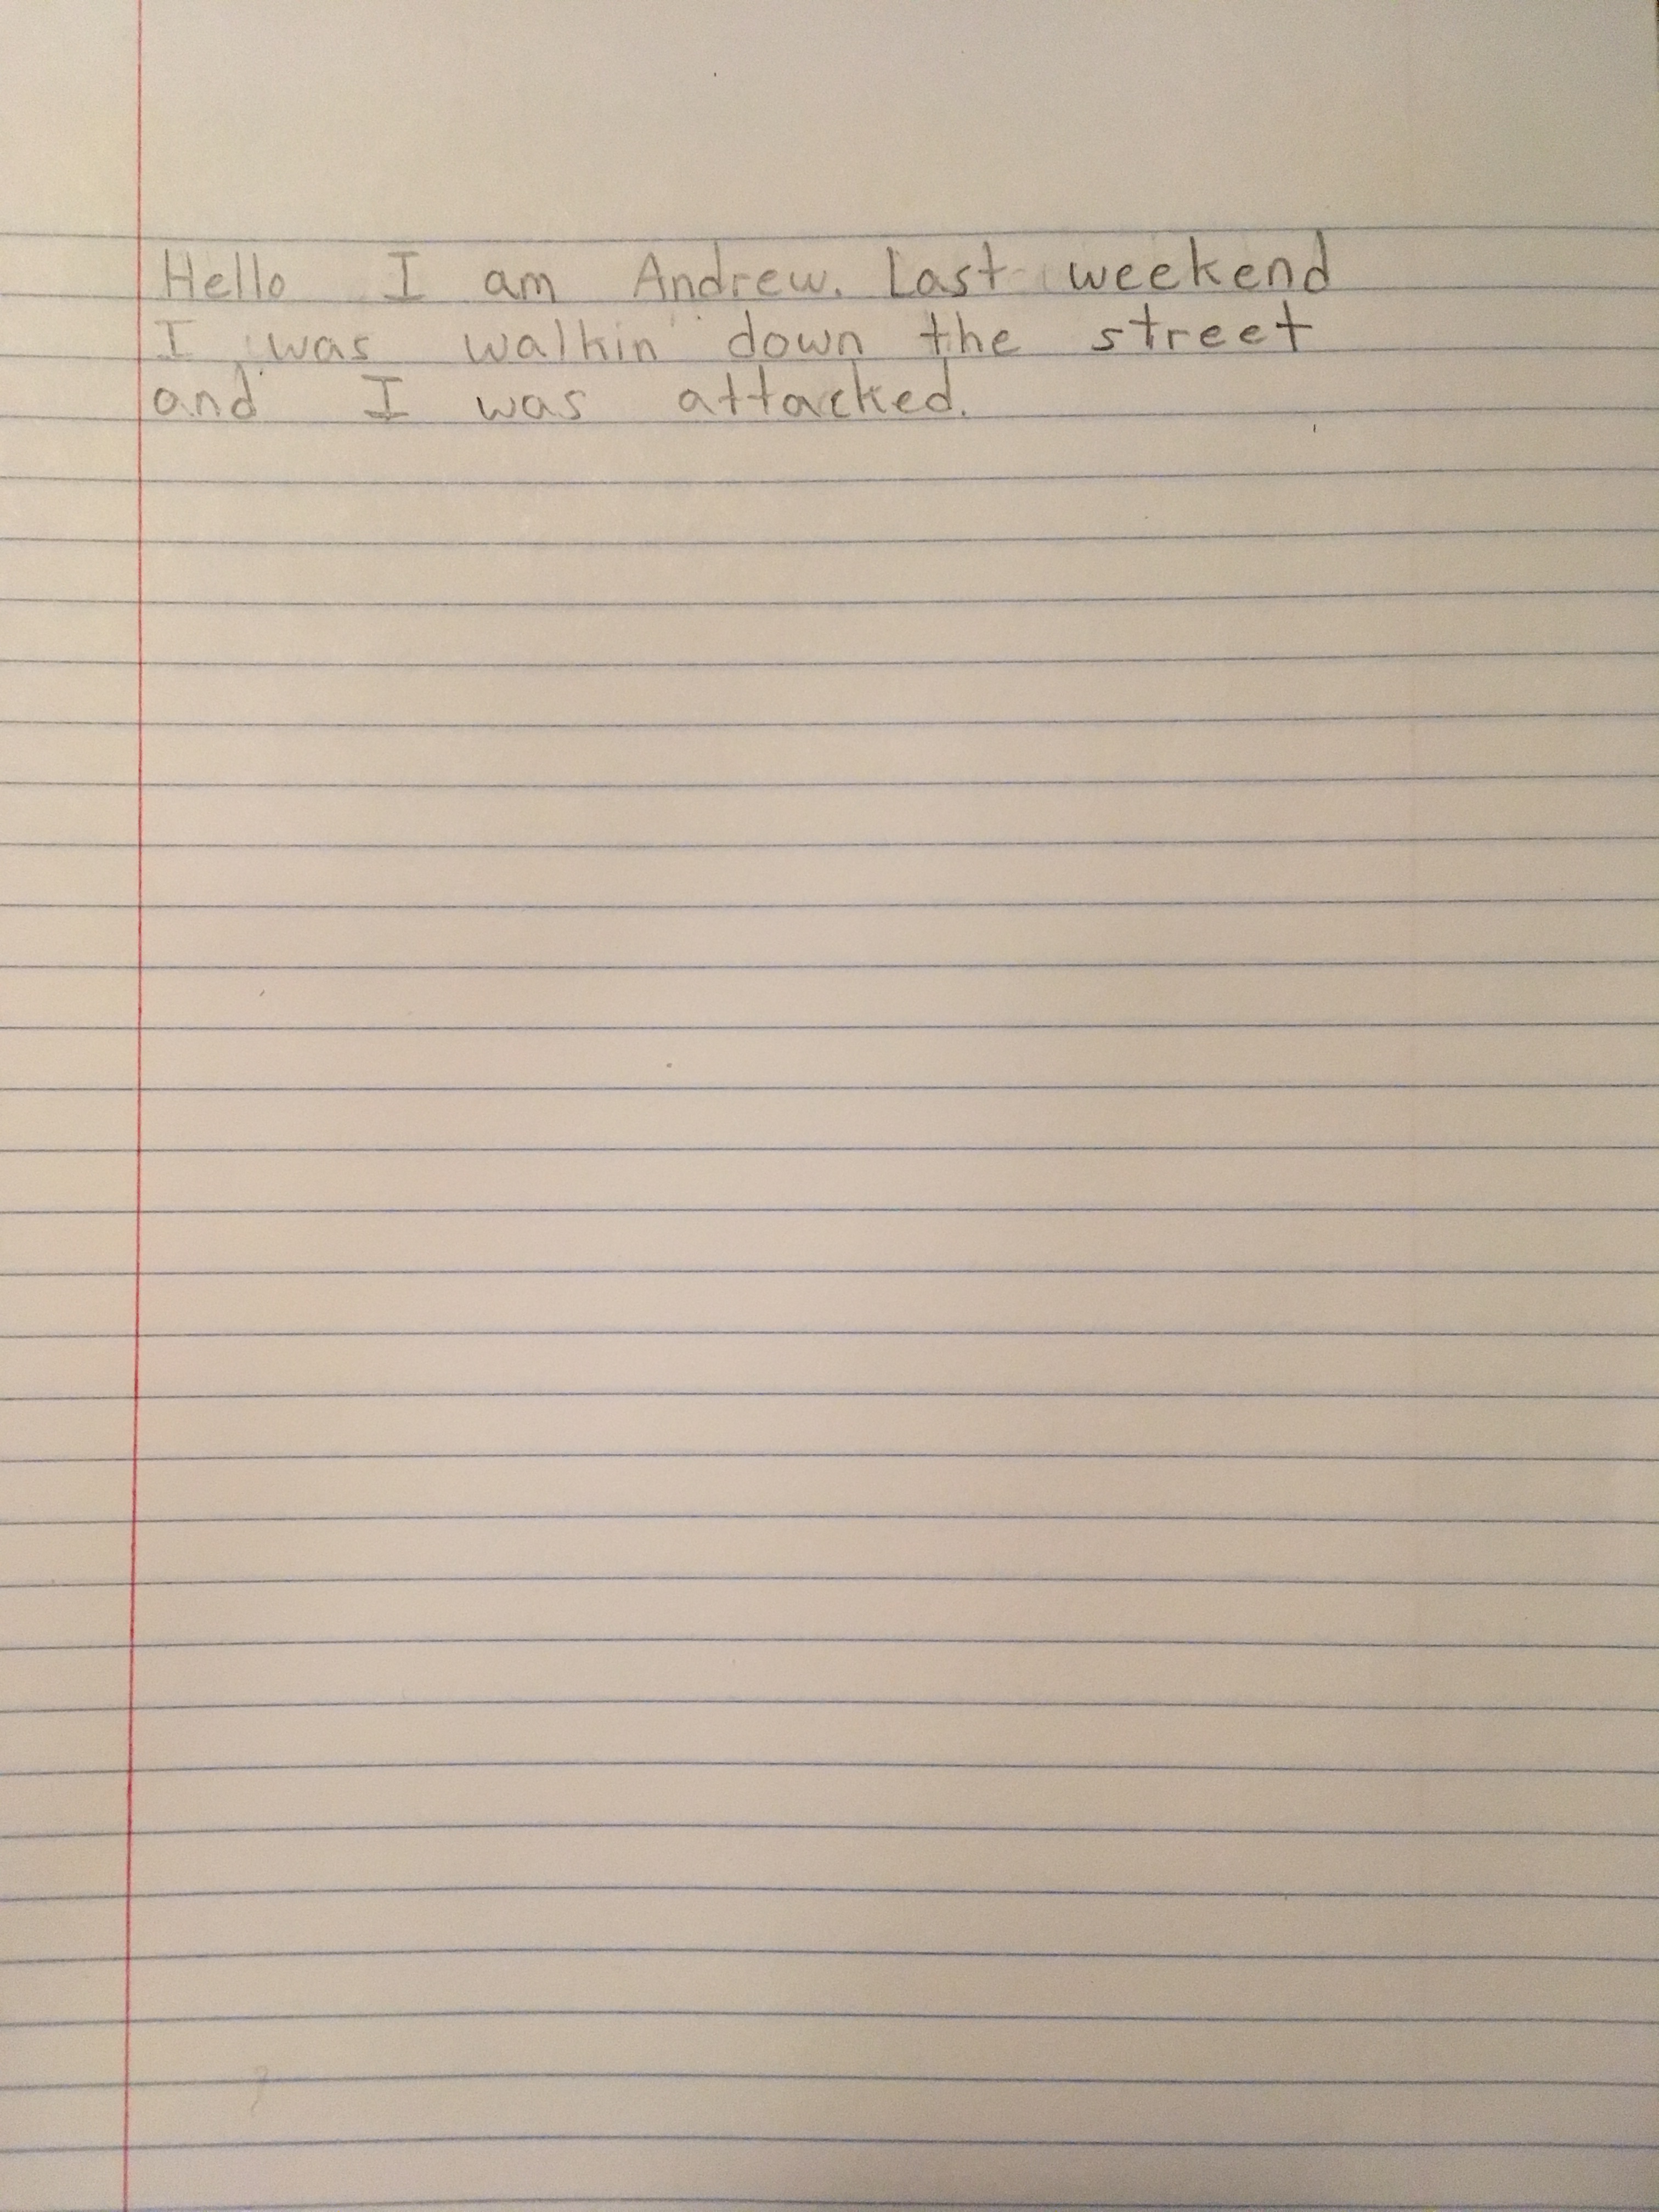 Hello I am Andrew. Last weekend
I was walkin down the street
and I was attacked.